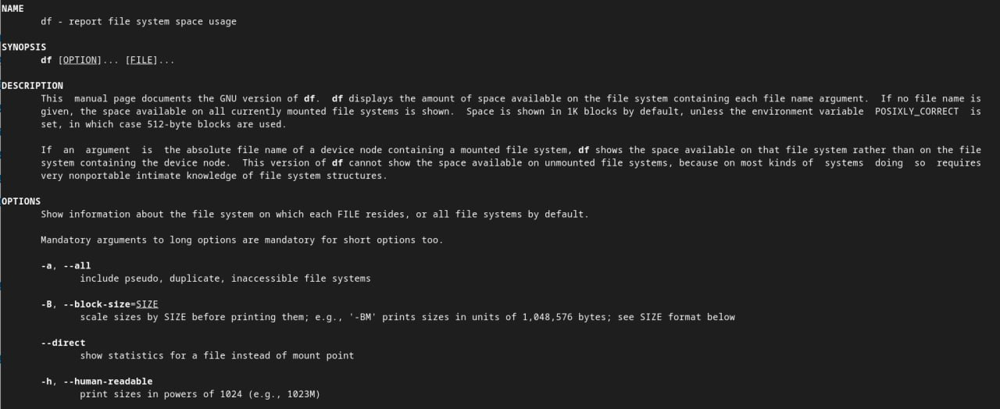 NAME
df - report file system space usage
SYNOPSIS
df [OPTION]... [FILE]...
DESCRIPTION
This manual page documents the GNU version of df. df displays the amount of space available on the file system containing each file name argument. If no file name is
given, the space available on all currently mounted file systems is shown. Space is shown in 1K blocks by default, unless the environment variable POSIXLY_CORRECT is
set, in which case 512-byte blocks are used.
If an argument is the absolute file name of a device node containing a mounted file system, df shows the space available on that file system rather than on the file
system containing the device node. This version of df cannot show the space available on unmounted file systems, because on most kinds of systems doing so requires
very nonportable intimate knowledge of file system structures.
OPTIONS
Show information about the file system on which each FILE resides, or all file systems by default.
Mandatory arguments to long options are mandatory for short options too.
-a, --all
include pseudo, duplicate, inaccessible file systems
-B, --block-size=SIZE
scale sizes by SIZE before printing them; e.g., '-BM' prints sizes in units of 1,048,576 bytes; see SIZE format below
--direct
show statistics for a file instead of mount point
-h, --human-readable
print sizes in powers of 1024 (e.g., 1023M)